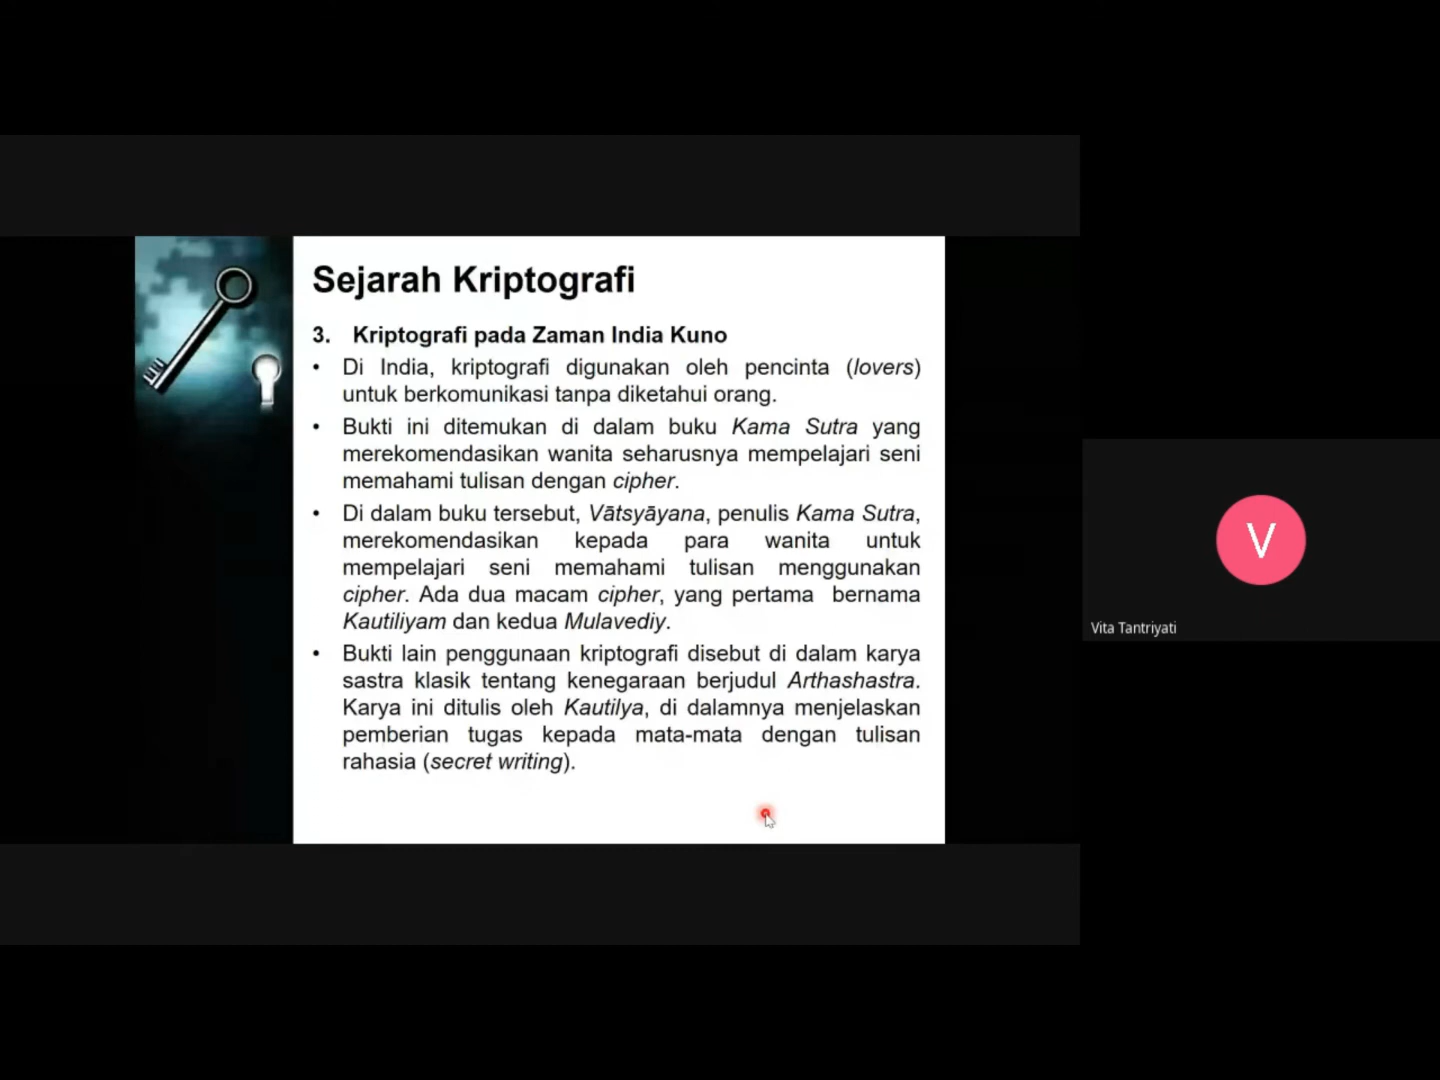 Sejarah Kriptografi
3. Kriptografi pada Zaman India Kuno
• Di India, kriptografi digunakan oleh pencinta (lovers)
untuk berkomunikasi tanpa diketahui orang.
• Bukti ini ditemukan di dalam buku Kama Sutra yang
merekomendasikan wanita seharusnya mempelajari seni
memahami tulisan dengan cipher.
• Di dalam buku tersebut, Vātsyāyana, penulis Kama Sutra,
merekomendasikan kepada para wanita untuk
mempelajari seni memahami tulisan menggunakan
cipher. Ada dua macam cipher, yang pertama bernama
Kautiliyam dan kedua Mulavediy.
• Bukti lain penggunaan kriptografi disebut di dalam karya
sastra klasik tentang kenegaraan berjudul Arthashastra.
Karya ini ditulis oleh Kautilya, di dalamnya menjelaskan
pemberian tugas kepada mata-mata dengan tulisan
rahasia (secret writing).
V
Vita Tantriyati